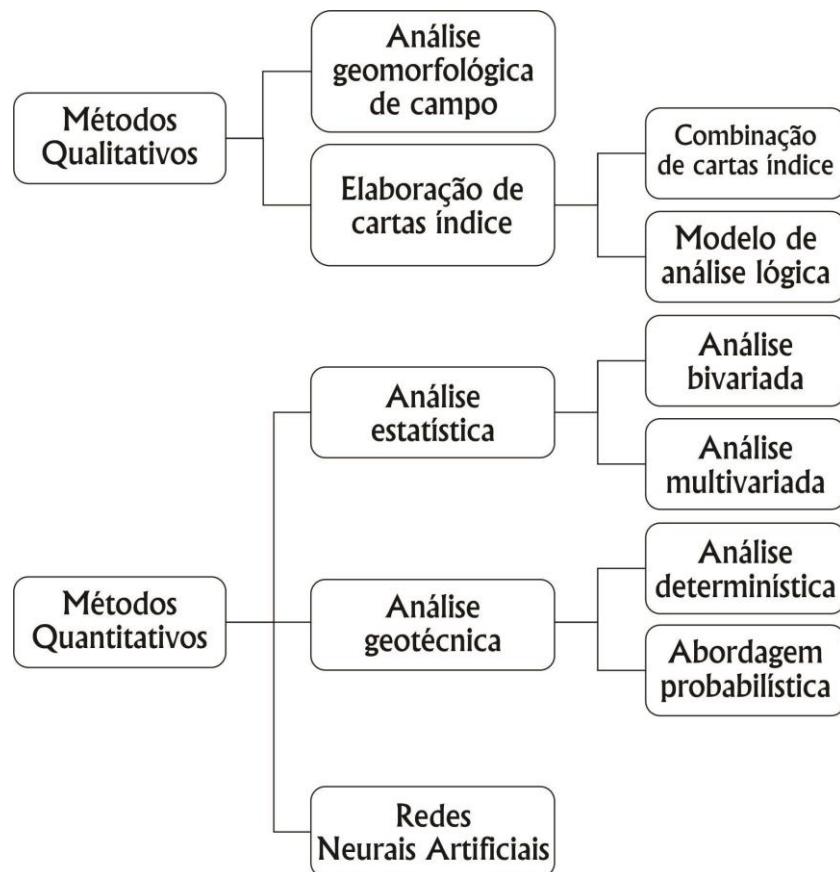 Métodos
Qualitativos
Análise
geomorfológica
de campo
Elaboração de
cartas índice
Combinação
de cartas índice
Modelo de
análise lógica
Métodos
Quantitativos
Análise
estatística
Análise
bivariada
Análise
multivariada
Análise
geotécnica
Análise
determinística
Abordagem
probabilística
Redes
Neurais Artificiais